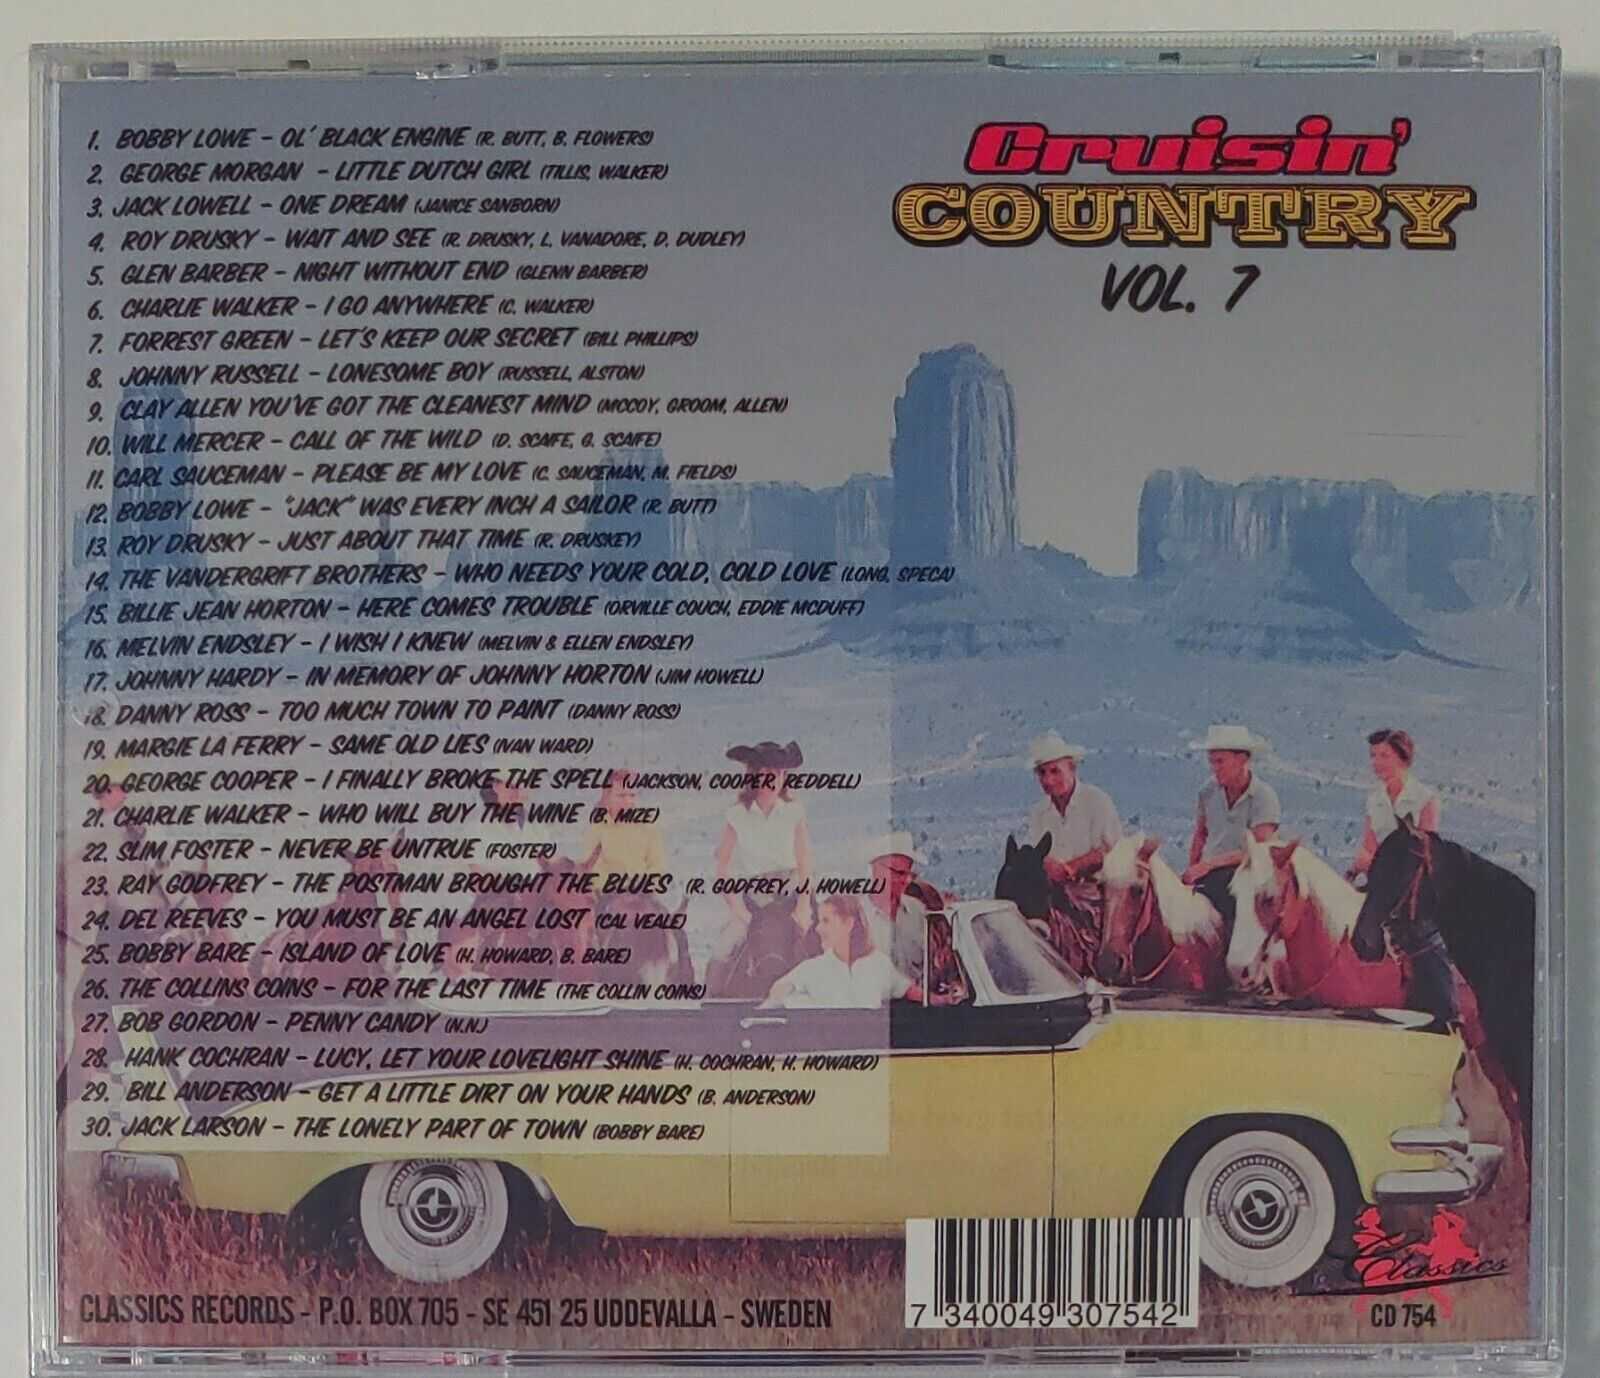 1. BOBBY LOWE - OL' BLACK ENGINE (R. BUTT, B. FLOWERS)
2. GEORGE MORGAN - LITTLE DUTCH GIRL (TILLIS, WALKER)
3. JACK LOWELL - ONE DREAM (JANICE SANBORN)
4. ROY DRUSKY - WAIT AND SEE (R. DRUSKY, L. VANADORE, D. DUDLEY)
5. GLEN BARBER - NIGHT WITHOUT END (GLENN BARBER)
6. CHARLIE WALKER - I GO ANYWHERE (C. WALKER)
7. FORREST GREEN - LET'S KEEP OUR SECRET (BILL PHILLIPS)
8. JOHNNY RUSSELL - LONESOME BOY (RUSSELL, ALSTON)
9. CLAY ALLEN YOU'VE GOT THE CLEANEST MIND (MCCOY, GROOM, ALLEN)
10. WILL MERCER - CALL OF THE WILD (D. SCAIFE, G. SCAIFE)
11. CARL SAUCEMAN - PLEASE BE MY LOVE (C. SAUCEMAN, M. FIELDS)
12. BOBBY LOWE - "JACK" WAS EVERY INCH A SAILOR (R. BUTT)
13. ROY DRUSKY - JUST ABOUT THAT TIME (R. DRUSKEY)
14. THE VANDERGRIFT BROTHERS - WHO NEEDS YOUR COLD, COLD LOVE (LONG, SPECA)
15. BILLIE JEAN HORTON - HERE COMES TROUBLE (ORVILLE COUCH, EDDIE MCDUFF)
16. MELVIN ENDSLEY - I WISH I KNEW (MELVIN & ELLEN ENDSLEY)
17. JOHNNY HARDY - IN MEMORY OF JOHNNY HORTON (JIM HOWELL)
18. DANNY ROSS - TOO MUCH TOWN TO PAINT (DANNY ROSS)
19. MARGIE LA FERRY - SAME OLD LIES (IVAN WARD)
20. GEORGE COOPER - I FINALLY BROKE THE SPELL (JACKSON, COOPER, REDDELL)
21. CHARLIE WALKER - WHO WILL BUY THE WINE (B. MIZE)
22. SLIM FOSTER - NEVER BE UNTRUE (FOSTER)
23. RAY GODFREY - THE POSTMAN BROUGHT THE BLUES (R. GODFREY, J. HOWELL)
24. DEL REEVES - YOU MUST BE AN ANGEL LOST (CAL VEALE)
25. BOBBY BARE - ISLAND OF LOVE (H. HOWARD, B. BARE)
26. THE COLLINS COINS - FOR THE LAST TIME (THE COLLIN COINS)
27. BOB GORDON - PENNY CANDY (N.N.)
28. HANK COCHRAN - LUCY, LET YOUR LOVELIGHT SHINE (H. COCHRAN, H. HOWARD)
29. BILL ANDERSON - GET A LITTLE DIRT ON YOUR HANDS (B. ANDERSON)
30. JACK LARSON - THE LONELY PART OF TOWN (BOBBY BARE)
Cruisin'
COUNTRY
VOL. 7
CLASSICS RECORDS - P.O. BOX 705 - SE 451 25 UDDEVALLA - SWEDEN
7 340049 307542
Classics
CD 754